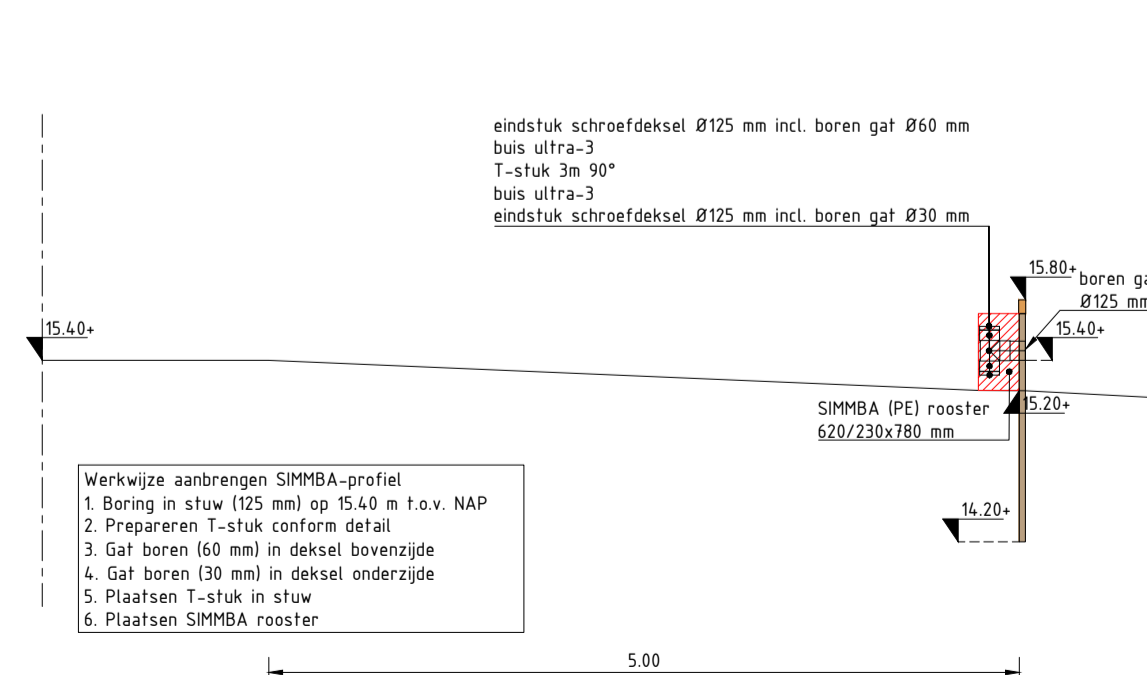 eindstuk schroefdeksel Ø125 mm incl. boren gat Ø60 mm
buis ultra-3
T-stuk 3m 90°
buis ultra-3
eindstuk schroefdeksel Ø125 mm incl. boren gat Ø30 mm
15.80+
boren ga
Ø125 mm
15.40+
15.40+
SIMMBA (PE) rooster
620/230x780 mm
15.20+
14.20+
Werkwijze aanbrengen SIMMBA-profiel
1. Boring in stuw (125 mm) op 15.40 m t.o.v. NAP
2. Prepareren T-stuk conform detail
3. Gat boren (60 mm) in deksel bovenzijde
4. Gat boren (30 mm) in deksel onderzijde
5. Plaatsen T-stuk in stuw
6. Plaatsen SIMMBA rooster
5.00